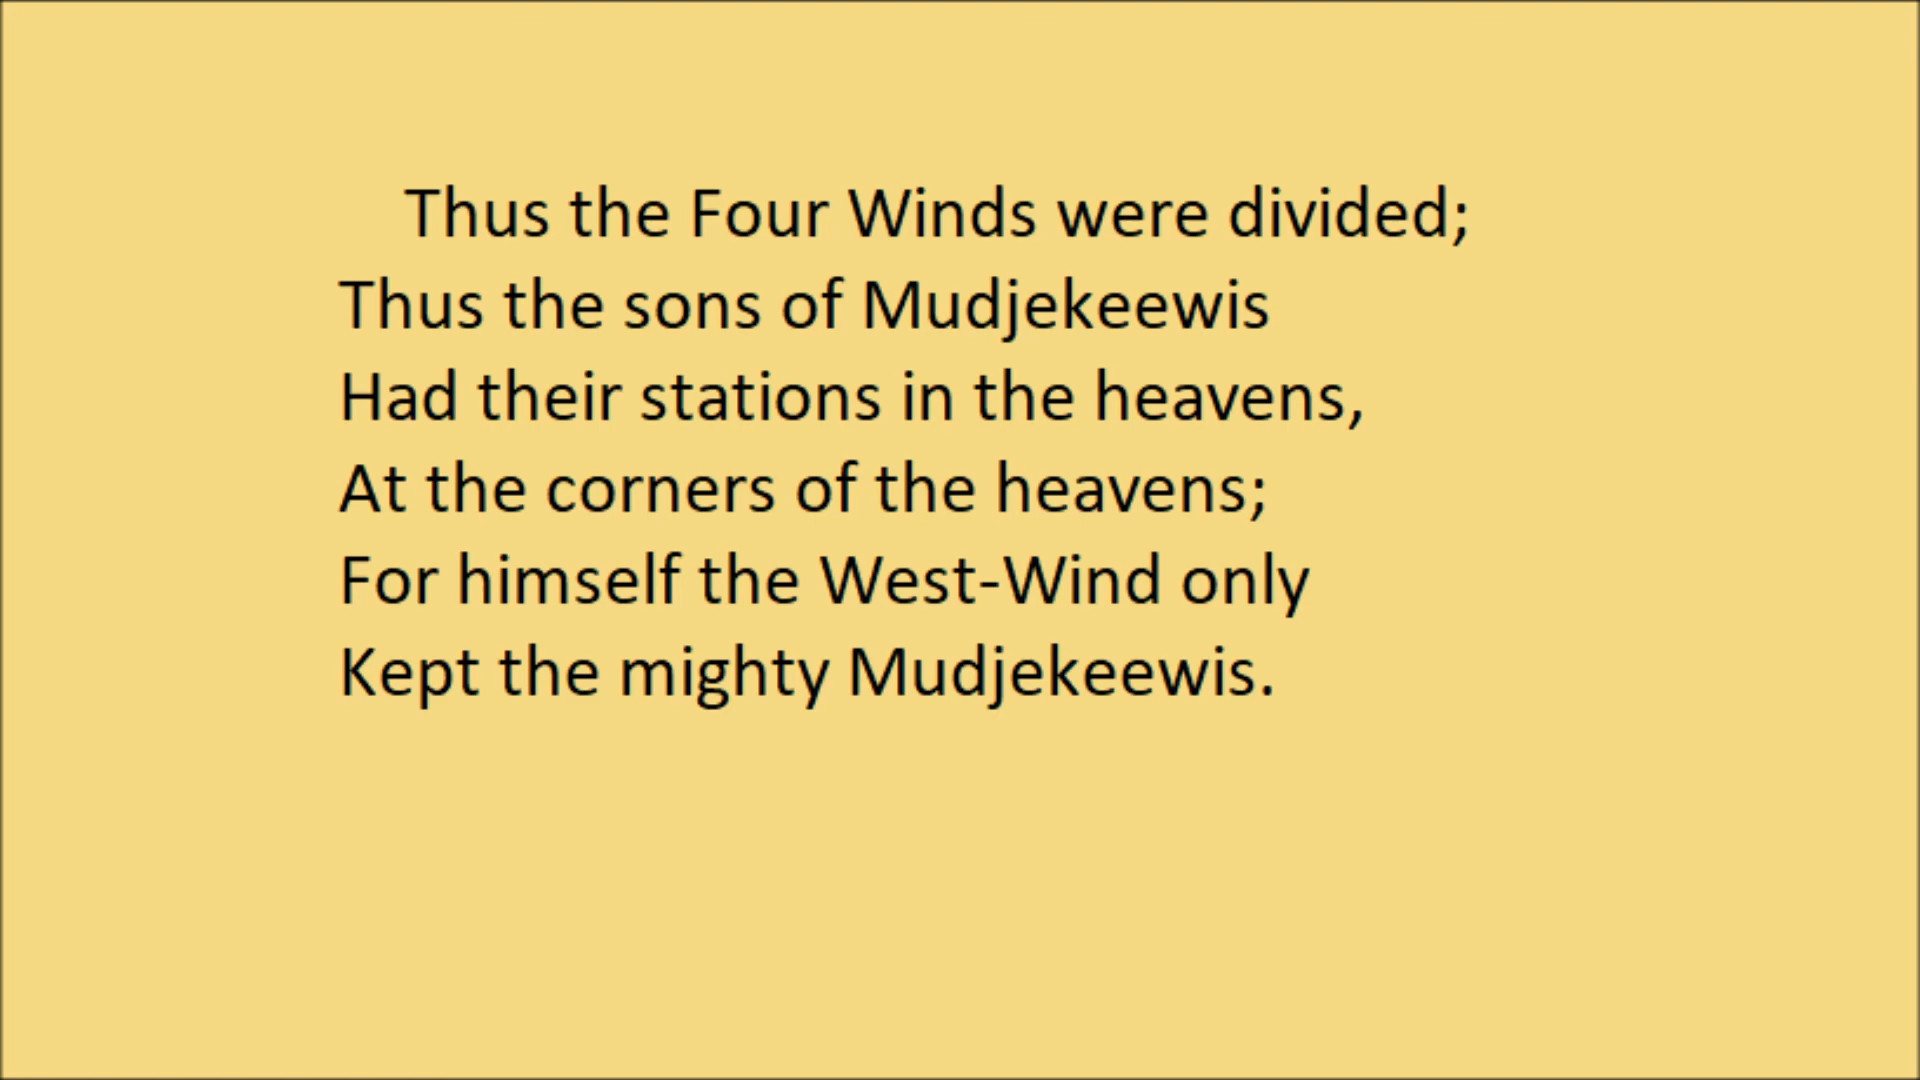 Thus the Four Winds were divided;
Thus the sons of Mudjekeewis
Had their stations in the heavens,
At the corners of the heavens;
For himself the West-Wind only
Kept the mighty Mudjekeewis.